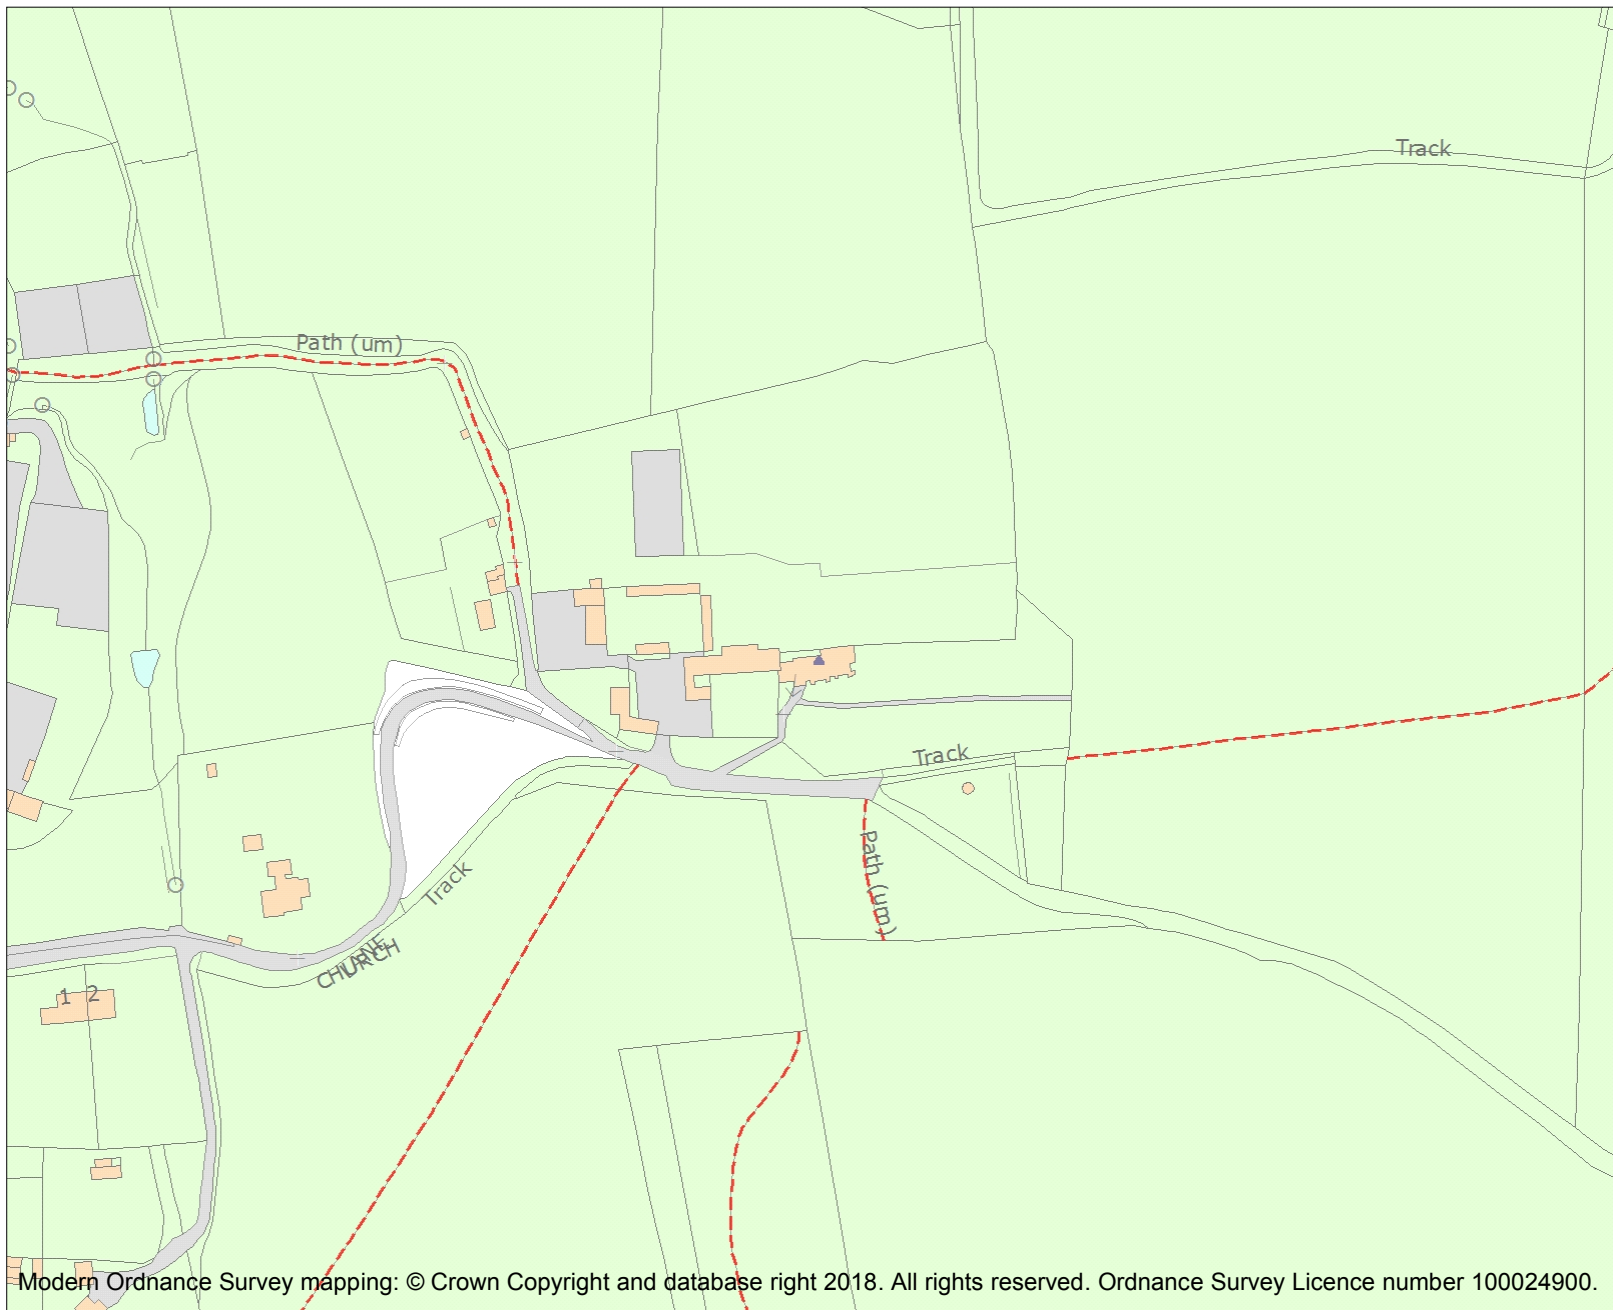 Track
Path (um)
Track
Path (um)
Track
CHURCH
LANE
1 2
Modern Ordnance Survey mapping: © Crown Copyright and database right 2018. All rights reserved. Ordnance Survey Licence number 100024900.